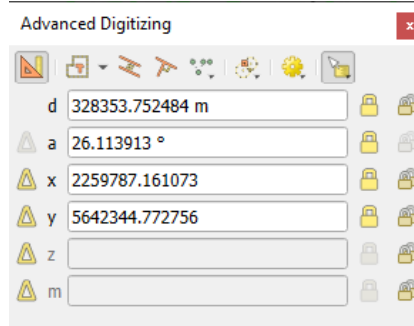 Advanced Digitizing
d 328353.752484 m
a 26.113913 °
x 2259787.161073
y 5642344.772756
z
m